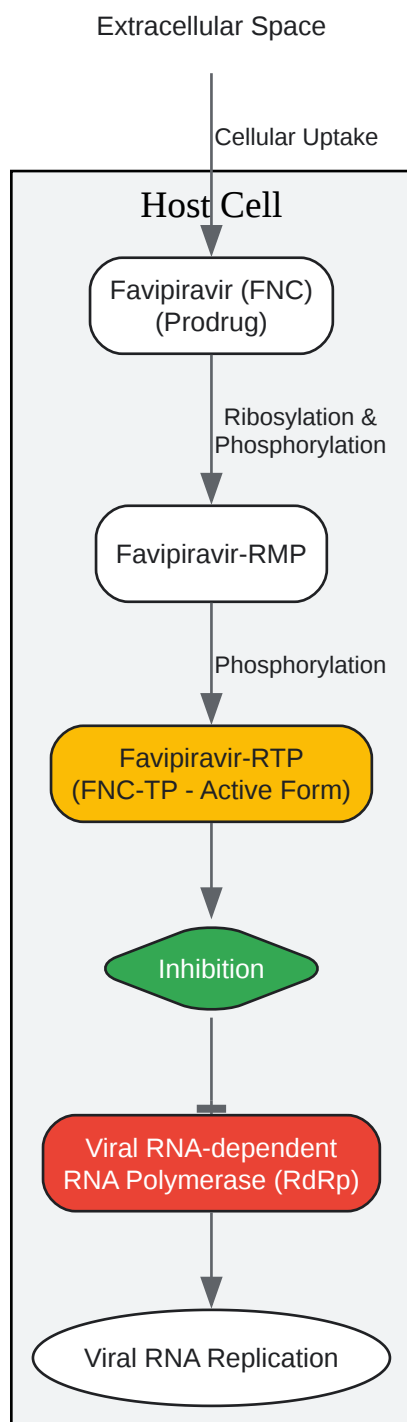 Extracellular Space
Cellular Uptake
Host Cell
Favipiravir (FNC)
(Prodrug)
Ribosylation &
Phosphorylation
Favipiravir-RMP
Phosphorylation
Favipiravir-RTP
(FNC-TP - Active Form)
Inhibition
Viral RNA-dependent
RNA Polymerase (RdRp)
Viral RNA Replication